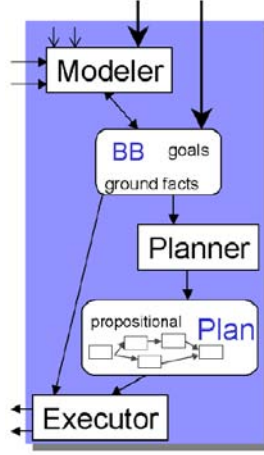 Modeler
BB goals
ground facts
Planner
propositional Plan
Executor